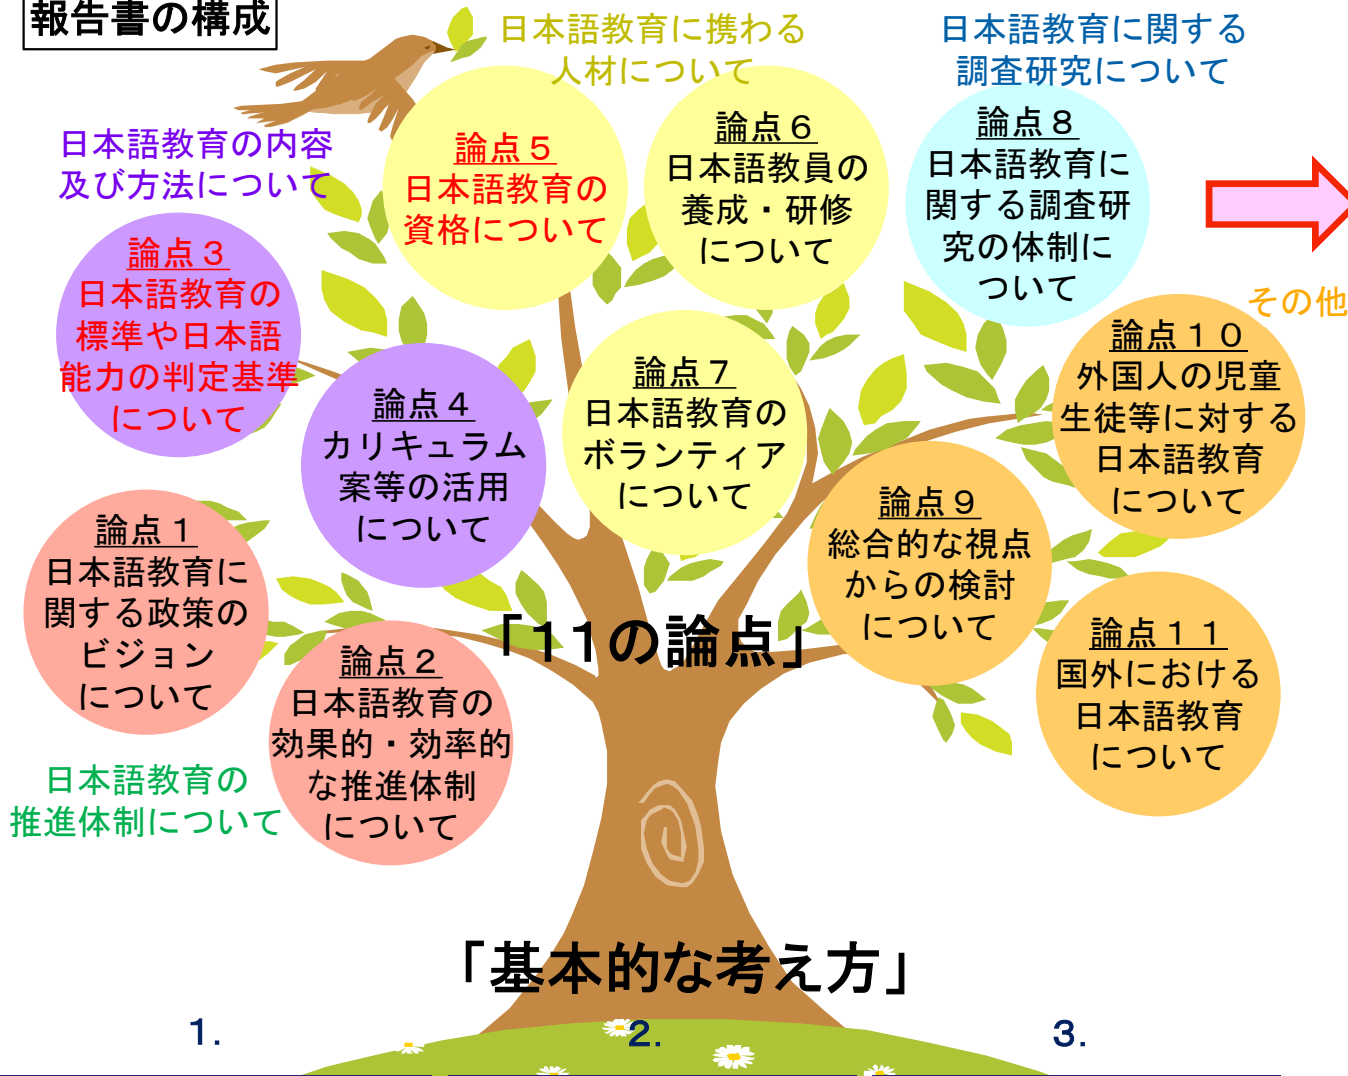 報告書の構成
日本語教育に携わる
人材について
日本語教育に関する
調査研究について
日本語教育の内容
及び方法について
論点５
日本語教育の
資格について
論点６
日本語教員の
養成・研修
について
論点８
日本語教育に
関する調査研
究の体制に
ついて
論点３
日本語教育の
標準や日本語
能力の判定基準
について
論点４
カリキュラム
案等の活用
について
論点７
日本語教育の
ボランティア
について
その他
論点１０
外国人の児童
生徒等に対する
日本語教育
について
論点１
日本語教育に
関する政策の
ビジョン
について
論点２
日本語教育の
効果的・効率的
な推進体制
について
論点９
総合的な視点
からの検討
について
論点１１
国外における
日本語教育
について
日本語教育の
推進体制について
「11の論点」
「基本的な考え方」
1.
2.
3.